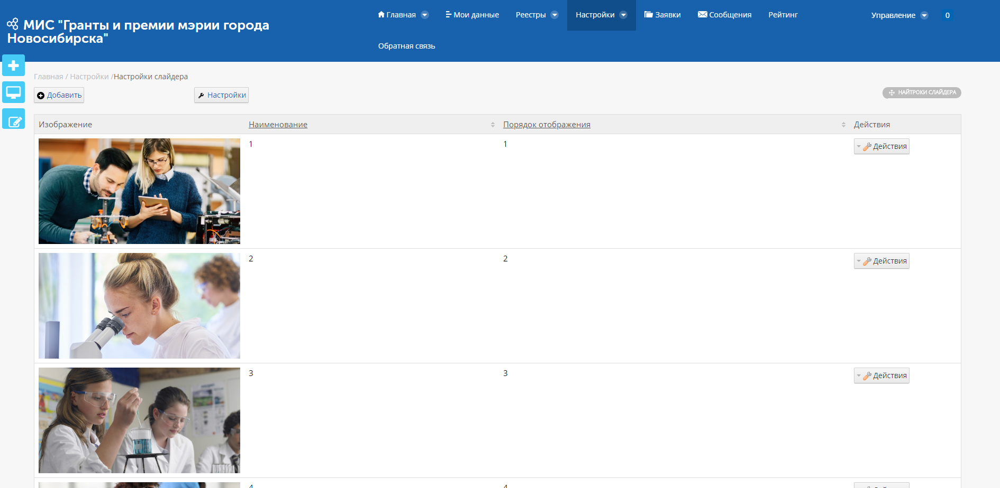 МИС "Гранты и премии мэрии города
Новосибирска"
Главная
Мои данные
Реестры
Настройки
Заявки
Сообщения
Рейтинг
Обратная связь
Управление
0
Главная / Настройки /Настройки слайдера
Добавить
Настройки
НАЙТРОКИ СЛАЙДЕРА
Изображение
Наименование
Порядок отображения
Действия
1
1
Действия
2
2
Действия
3
3
Действия
4
4